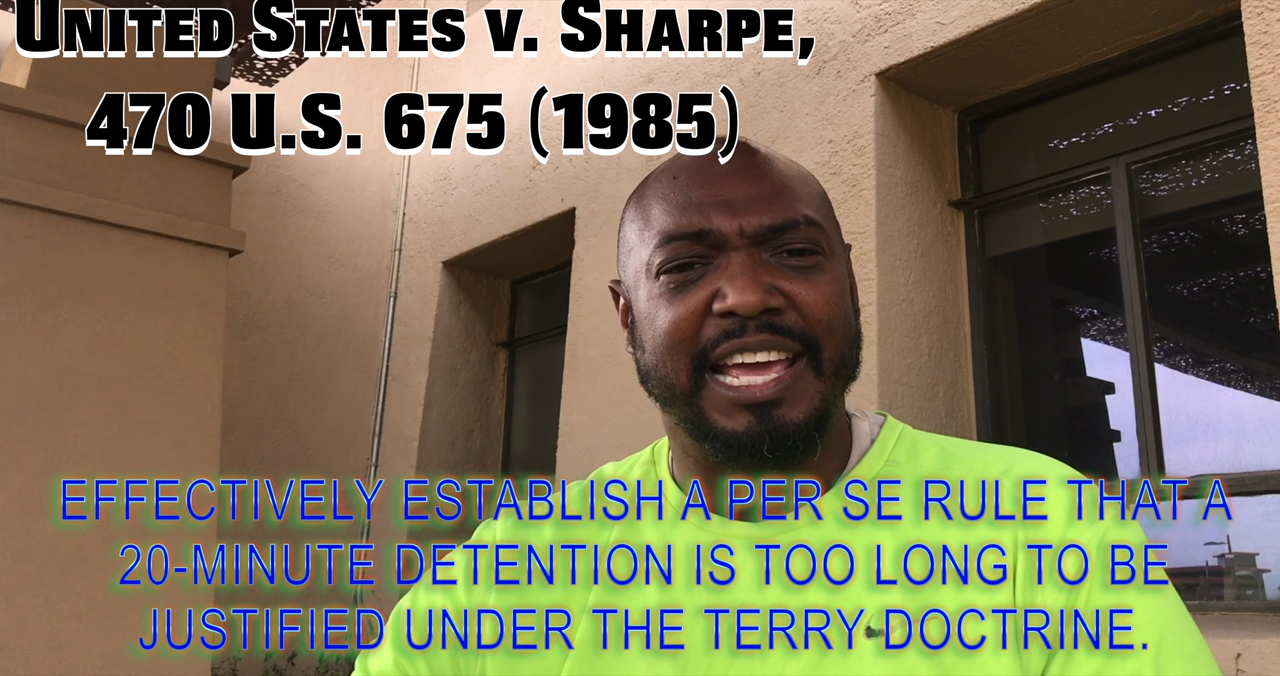 UNITED STATES V. SHARPE,
470 U.S. 675 (1985)
EFFECTIVELY ESTABLISH A PER SE RULE THAT A
20-MINUTE DETENTION IS TOO LONG TO BE
JUSTIFIED UNDER THE TERRY DOCTRINE.